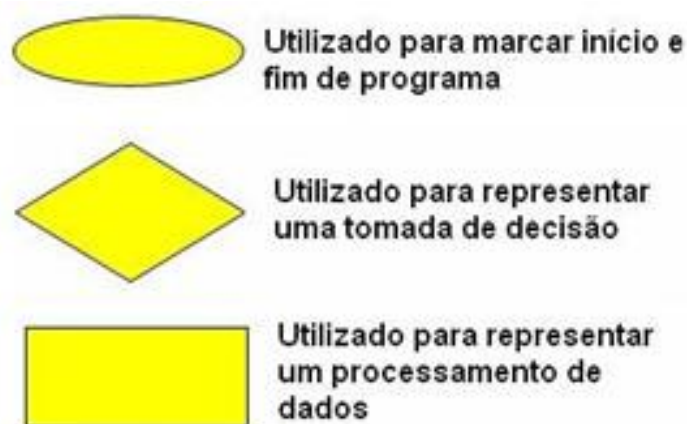 Utilizado para marcar início e
fim de programa
Utilizado para representar
uma tomada de decisão
Utilizado para representar
um processamento de
dados